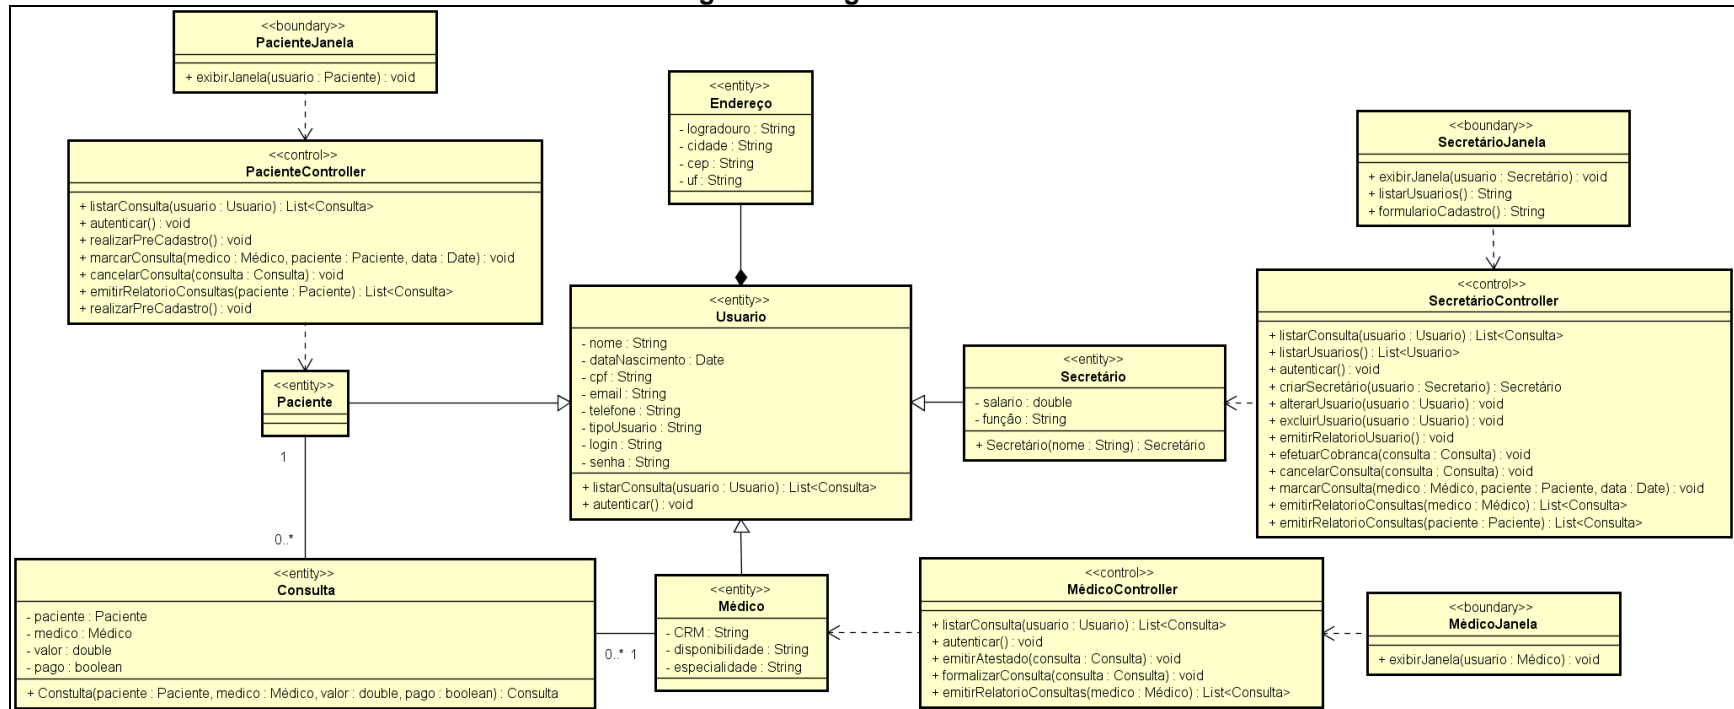 <<boundary>>
PacienteJanela
+ exibirJanela(usuario : Paciente) : void
<<control>>
PacienteController
+ listarConsulta(usuario : Usuario) : List<Consulta>
+ autenticar() : void
+ realizarPreCadastro() : void
+ marcarConsulta(medico : Médico, paciente : Paciente, data : Date) : void
+ cancelarConsulta(consulta : Consulta) : void
+ emitirRelatorioConsultas(paciente : Paciente) : List<Consulta>
+ realizarPreCadastro() : void
<<entity>>
Paciente
1
0..*
<<entity>>
Consulta
- paciente : Paciente
- medico : Médico
- valor : double
- pago : boolean
+ Constulta(paciente : Paciente, medico : Médico, valor : double, pago : boolean) : Consulta
<<entity>>
Endereço
- logradouro : String
- cidade : String
- cep : String
- uf : String
<<entity>>
Usuario
- nome : String
- dataNascimento : Date
- cpf : String
- email : String
- telefone : String
- tipoUsuario : String
- login : String
- senha : String
+ listarConsulta(usuario : Usuario) : List<Consulta>
+ autenticar() : void
<<entity>>
Médico
- CRM : String
- disponibilidade : String
- especialidade : String
0..* 1
<<entity>>
Secretário
- salario : double
- função : String
+ Secretário(nome : String) : Secretário
<<boundary>>
SecretárioJanela
+ exibirJanela(usuario : Secretário) : void
+ listarUsuarios() : String
+ formularioCadastro() : String
<<control>>
SecretárioController
+ listarConsulta(usuario : Usuario) : List<Consulta>
+ listarUsuarios() : List<Usuario>
+ autenticar() : void
+ criarSecretário(usuario : Secretario) : Secretário
+ alterarUsuario(usuario : Usuario) : void
+ excluirUsuario(usuario : Usuario) : void
+ emitirRelatorioUsuario() : void
+ efetuarCobranca(consulta : Consulta) : void
+ cancelarConsulta(consulta : Consulta) : void
+ marcarConsulta(medico : Médico, paciente : Paciente, data : Date) : void
+ emitirRelatorioConsultas(medico : Médico) : List<Consulta>
+ emitirRelatorioConsultas(paciente : Paciente) : List<Consulta>
<<control>>
MédicoController
+ listarConsulta(usuario : Usuario) : List<Consulta>
+ autenticar() : void
+ emitirAtestado(consulta : Consulta) : void
+ formalizarConsulta(consulta : Consulta) : void
+ emitirRelatorioConsultas(medico : Médico) : List<Consulta>
<<boundary>>
MédicoJanela
+ exibirJanela(usuario : Médico) : void